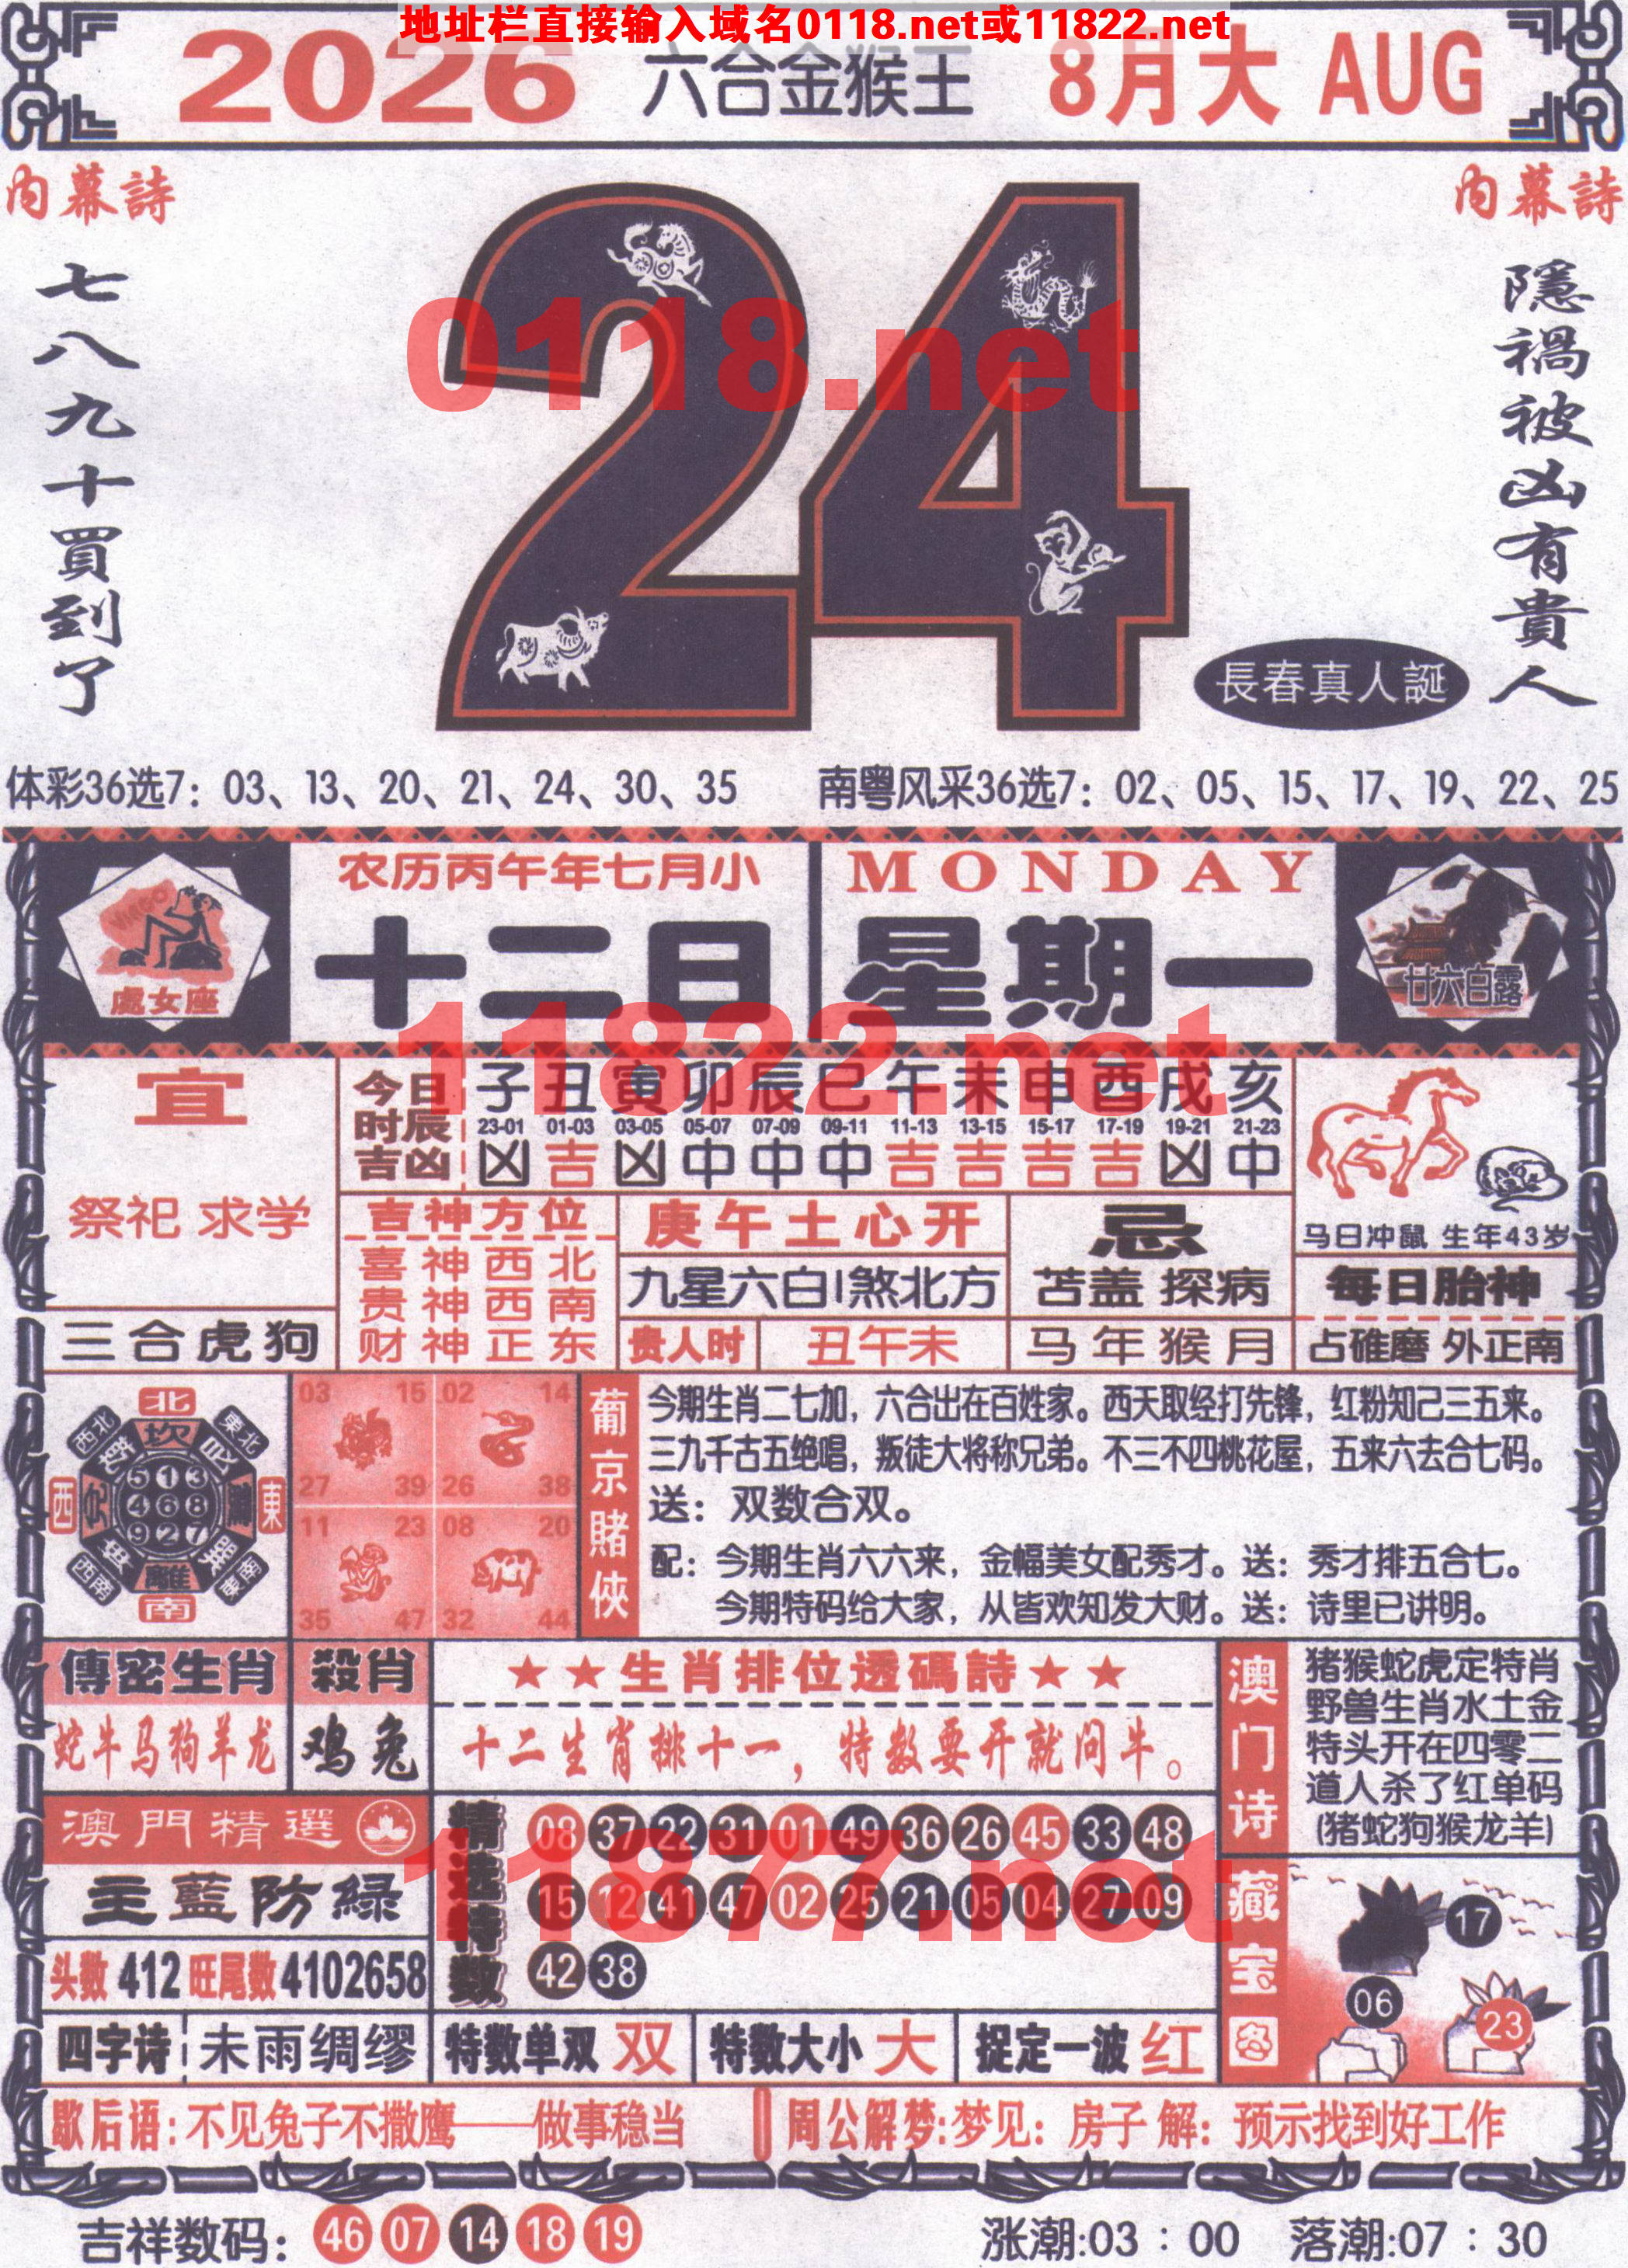 地址栏直接输入域名0118.net或11822.net
2026 六合金猴王 8月大 AUG
内幕詩
七八九十買到了
24
0118.net
内幕詩
隱禍被凶有貴人
長春真人誕
体彩36选7：03、13、20、21、24、30、35
南粤风采36选7：02、05、15、17、19、22、25
VIRGO
處女座
农历丙午年七月小
十二日
MONDAY
星期一
廿六白露
11822.net
宜
祭祀 求学
三合虎狗
今日时辰吉凶
子 丑 寅 卯 辰 巳 午 未 申 酉 戌 亥
23-01 01-03 03-05 05-07 07-09 09-11 11-13 13-15 15-17 17-19 19-21 21-23
凶 吉 凶 中 中 中 吉 吉 吉 吉 凶 中
吉神方位
喜神西北
贵神西南
财神正东
庚午土心开
九星六白 煞北方
贵人时 丑午未
忌
苫盖 探病
马年猴月
马日冲鼠 生年43岁
每日胎神
占碓磨 外正南
北
西北 坎 東北
西 513 東
468
927
西南 離 東南
南
03 15 02 14
27 39 26 38
11 23 08 20
35 47 32 44
葡京賭俠
今期生肖二七加，六合出在百姓家。西天取经打先锋，红粉知己三五来。
三九千古五绝唱，叛徒大将称兄弟。不三不四桃花屋，五来六去合七码。
送：双数合双。
配：今期生肖六六来，金幅美女配秀才。送：秀才排五合七。
今期特码给大家，从皆欢知发大财。送：诗里已讲明。
傳密生肖
蛇牛马狗羊龙
殺肖
鸡兔
★★生肖排位透碼詩★★
十二生肖排十一，特数要开就问牛。
澳门诗
猪猴蛇虎定特肖
野兽生肖水土金
特头开在四零二
道人杀了红单码
(猪蛇狗猴龙羊)
澳門精選
主藍防緑
头数 412 旺尾数 4102658
精选特数
08 37 22 31 01 49 36 26 45 33 48
15 12 41 47 02 25 21 05 04 27 09
42 38
11877.net
藏宝图
17
06
23
四字诗 未雨绸缪
特数单双 双
特数大小 大
捉定一波 红
歇后语：不见兔子不撒鹰——做事稳当
周公解梦：梦见：房子 解：预示找到好工作
吉祥数码：46 07 14 18 19
涨潮:03：00 落潮:07：30